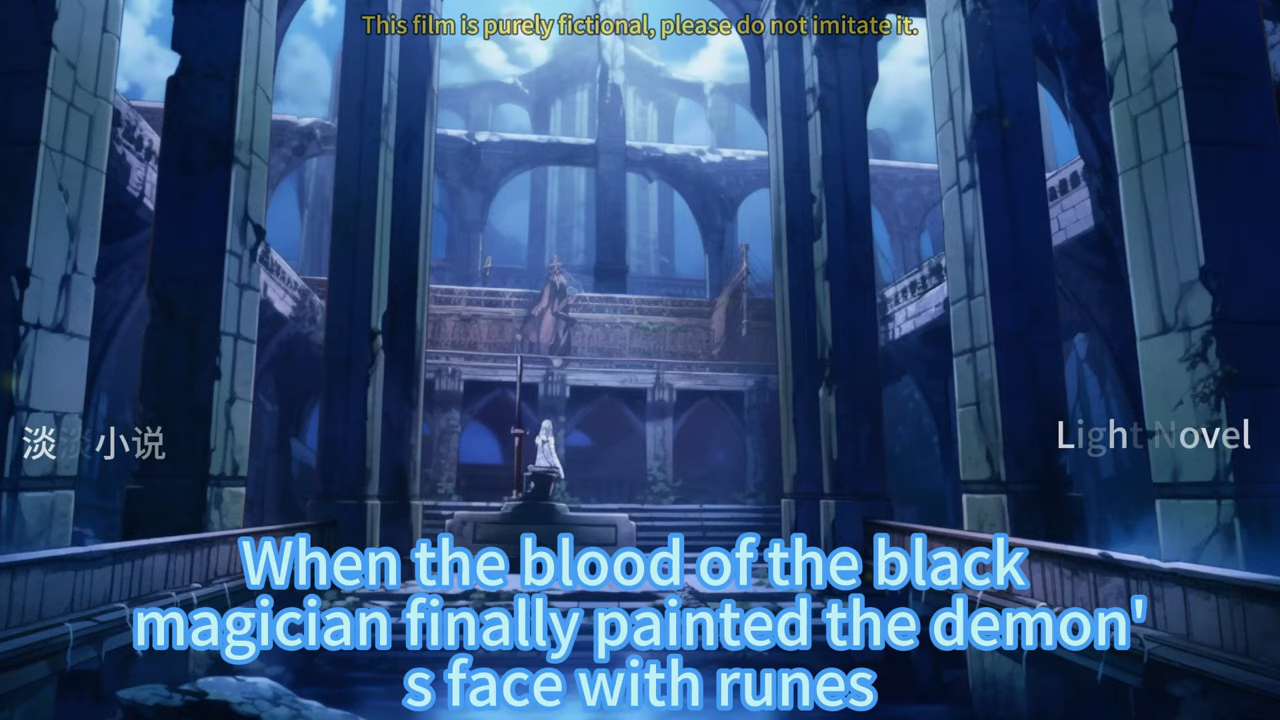 This film is purely fictional, please do not imitate it.
淡淡小说
Light Novel
When the blood of the black
magician finally painted the demon'
s face with runes